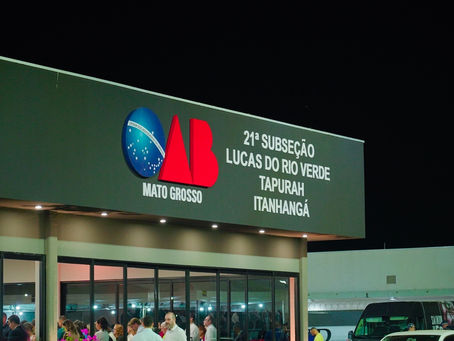 OAB
MATO GROSSO
21ª SUBSEÇÃO
LUCAS DO RIO VERDE
TAPURAH
ITANHANGÁ